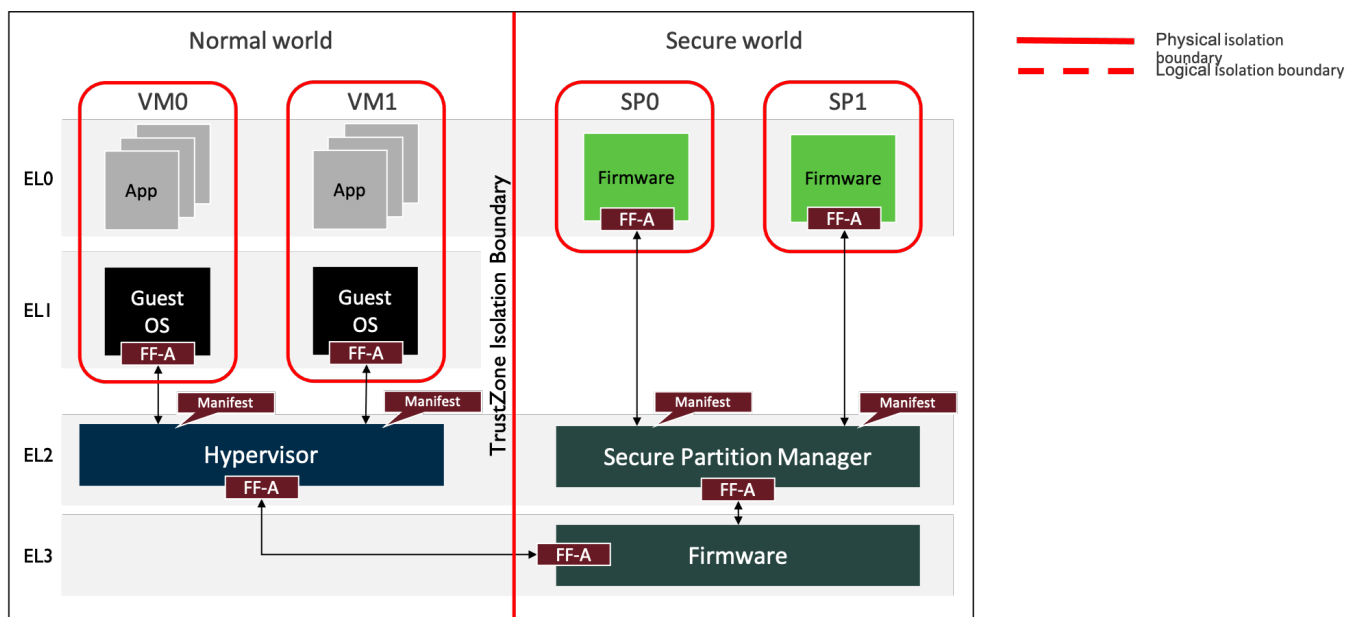 Normal world
Secure world
Physical isolation
boundary
Logical isolation boundary
VM0
VM1
SP0
SP1
EL0
App
App
Firmware
Firmware
FF-A
FF-A
TrustZone Isolation Boundary
EL1
Guest
OS
Guest
OS
FF-A
FF-A
Manifest
Manifest
Manifest
Manifest
EL2
Hypervisor
Secure Partition Manager
FF-A
FF-A
EL3
FF-A
Firmware